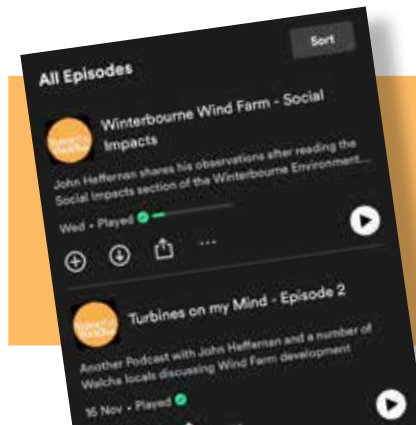 All Episodes
Sort
Winterbourne Wind Farm - Social
Impacts
John Heffernan shares his observations after reading the
Social Impacts section of the Winterbourne Environment...
Wed • Played
...
Turbines on my Mind - Episode 2
Another Podcast with John Heffernan and a number of
Walcha locals discussing Wind Farm development
16 Nov • Played